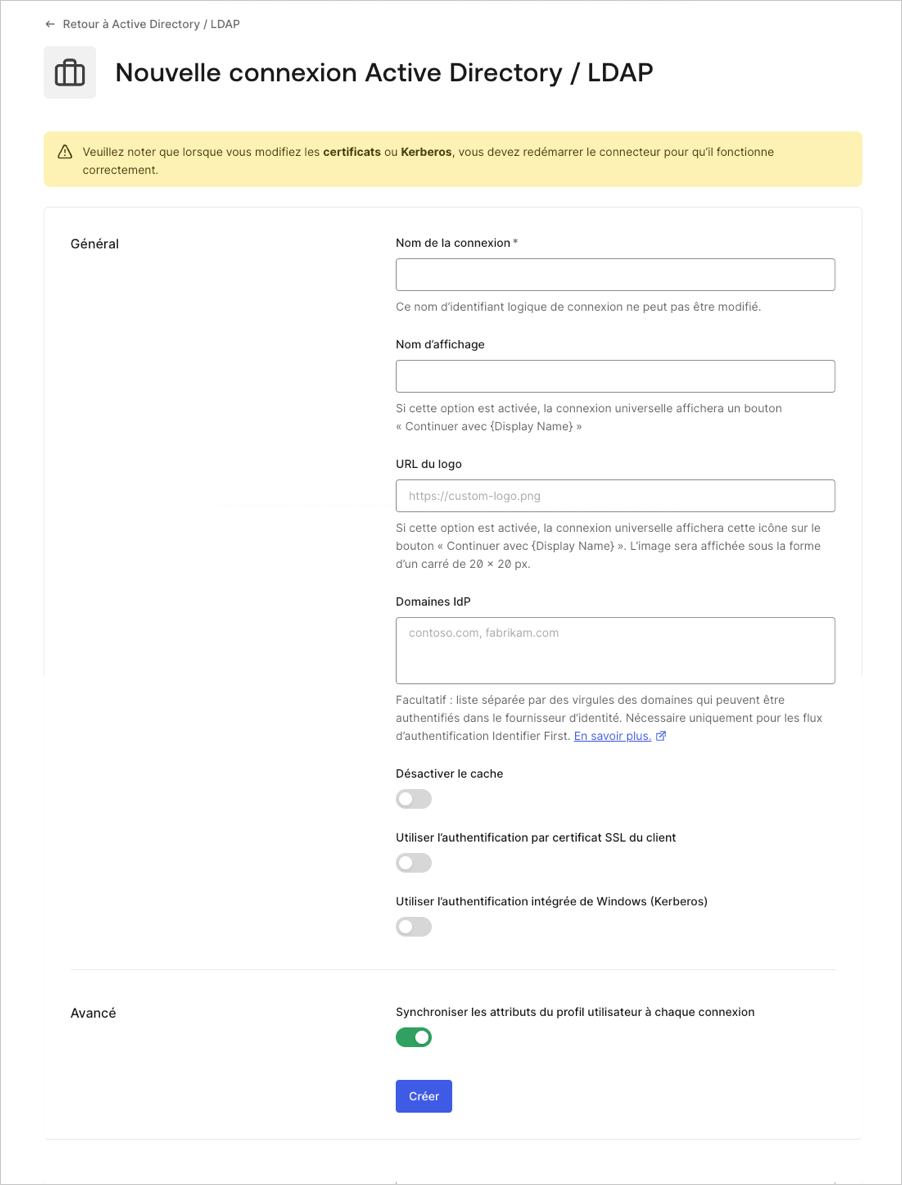 ← Retour à Active Directory / LDAP
Nouvelle connexion Active Directory / LDAP
Veuillez noter que lorsque vous modifiez les certificats ou Kerberos, vous devez redémarrer le connecteur pour qu’il fonctionne
correctement.
Général
Nom de la connexion *
Ce nom d’identifiant logique de connexion ne peut pas être modifié.
Nom d’affichage
Si cette option est activée, la connexion universelle affichera un bouton
« Continuer avec {Display Name} »
URL du logo
https://custom-logo.png
Si cette option est activée, la connexion universelle affichera cette icône sur le
bouton « Continuer avec {Display Name} ». L’image sera affichée sous la forme
d’un carré de 20 × 20 px.
Domaines IdP
contoso.com, fabrikam.com
Facultatif : liste séparée par des virgules des domaines qui peuvent être
authentifiés dans le fournisseur d’identité. Nécessaire uniquement pour les flux
d’authentification Identifier First. En savoir plus.
Désactiver le cache
Utiliser l’authentification par certificat SSL du client
Utiliser l’authentification intégrée de Windows (Kerberos)
Avancé
Synchroniser les attributs du profil utilisateur à chaque connexion
Créer